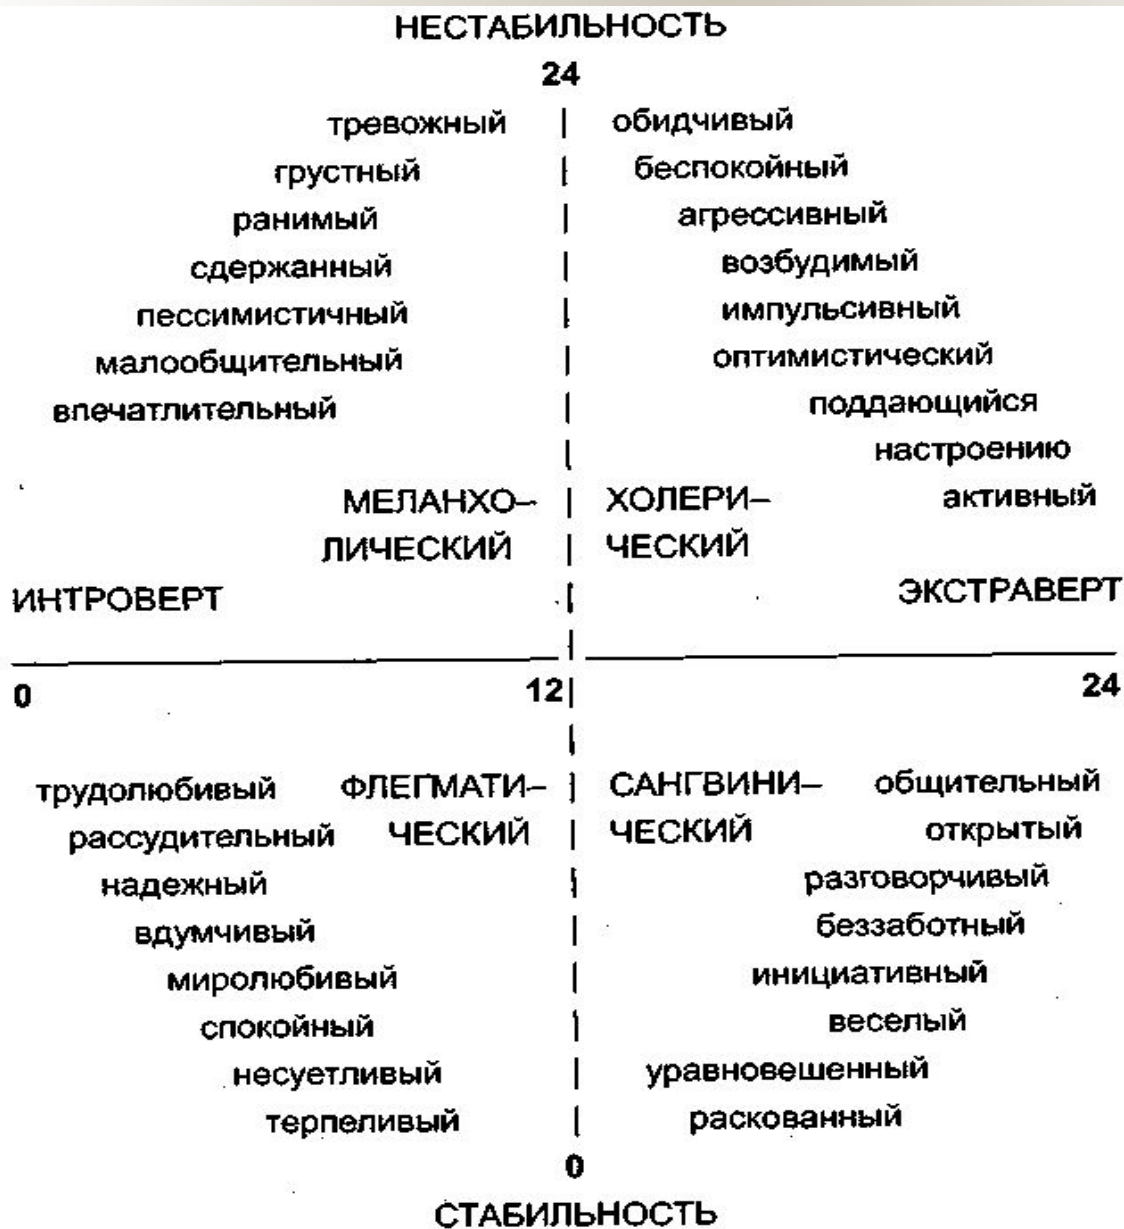 НЕСТАБИЛЬНОСТЬ
24
тревожный обидчивый
грустный беспокойный
ранимый агрессивный
сдержанный возбудимый
пессимистичный импульсивный
малообщительный оптимистический
впечатлительный поддающийся
настроению
МЕЛАНХО– ХОЛЕРИ– активный
ЛИЧЕСКИЙ ЧЕСКИЙ
ИНТРОВЕРТ ЭКСТРАВЕРТ
0 12 24
трудолюбивый ФЛЕГМАТИ– САНГВИНИ– общительный
рассудительный ЧЕСКИЙ ЧЕСКИЙ открытый
надежный разговорчивый
вдумчивый беззаботный
миролюбивый инициативный
спокойный веселый
несуетливый уравновешенный
терпеливый раскованный
0
СТАБИЛЬНОСТЬ